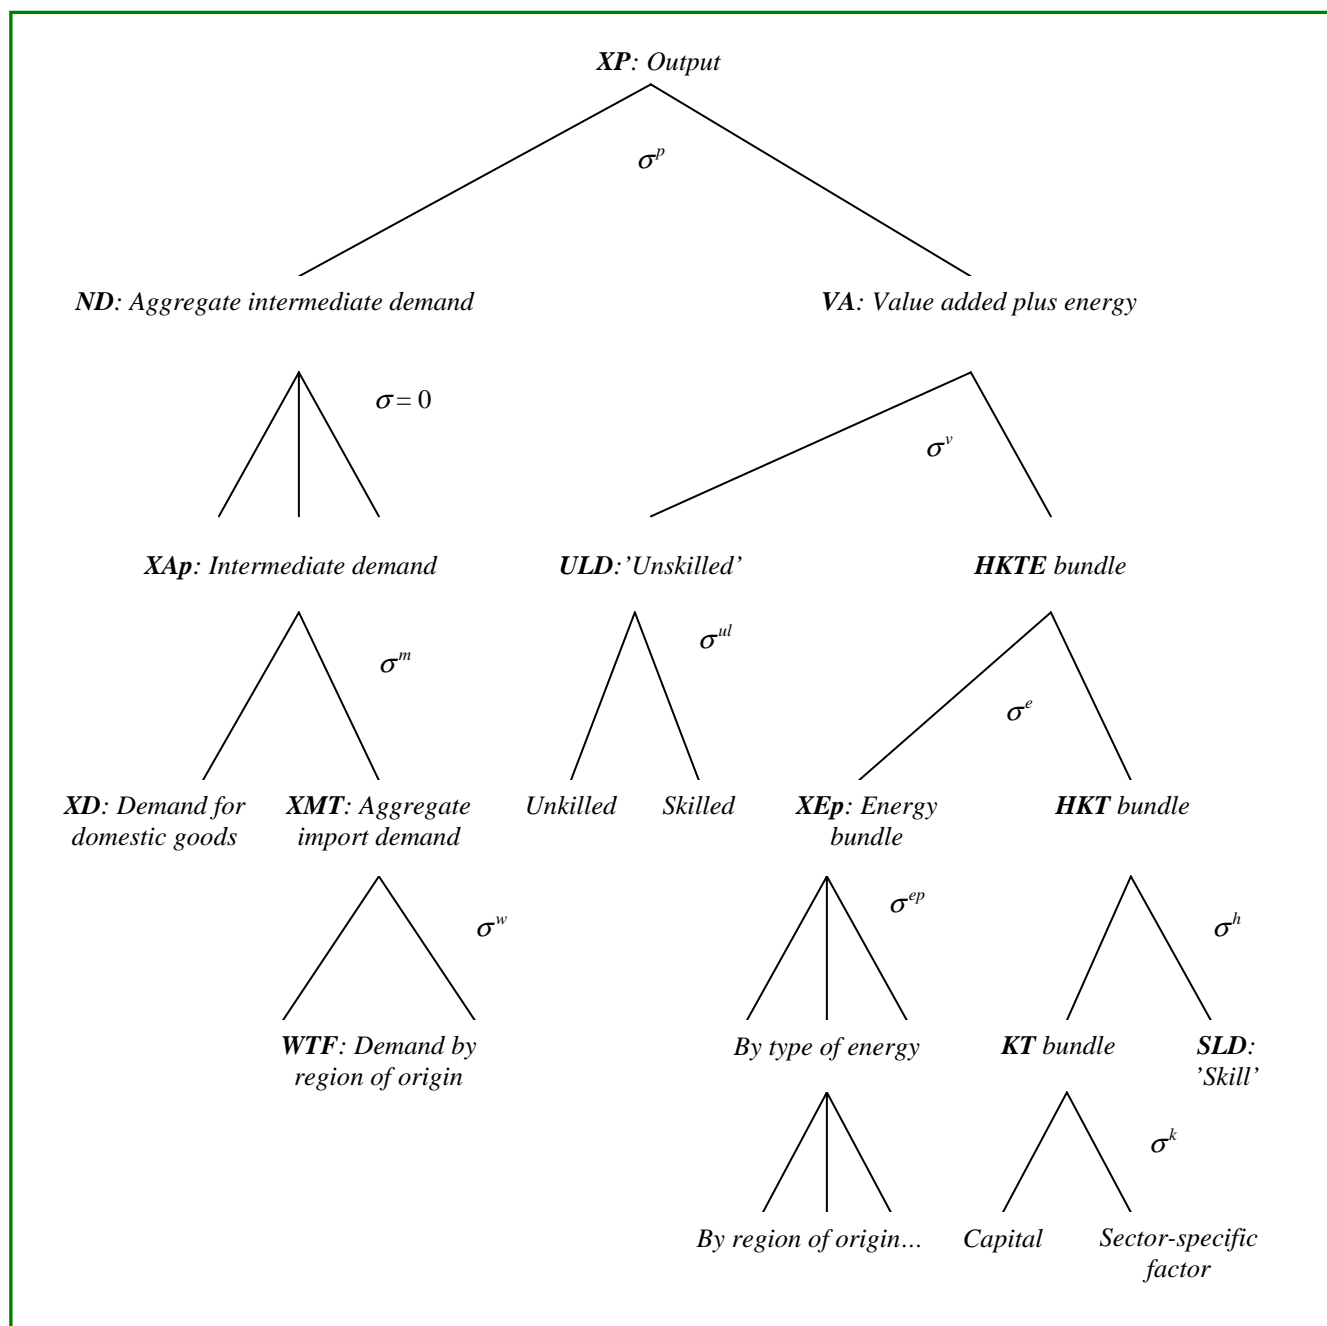 XP: Output
σ^p
ND: Aggregate intermediate demand
VA: Value added plus energy
σ = 0
σ^v
XAp: Intermediate demand
ULD:’Unskilled’
HKTE bundle
σ^m
σ^ul
σ^e
XD: Demand for
domestic goods
XMT: Aggregate
import demand
Unkilled
Skilled
XEp: Energy
bundle
HKT bundle
σ^w
σ^ep
σ^h
WTF: Demand by
region of origin
By type of energy
KT bundle
SLD:
’Skill’
σ^k
By region of origin…
Capital
Sector-specific
factor